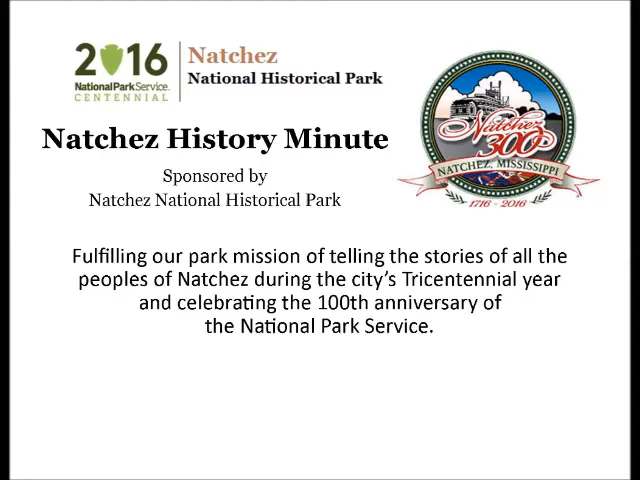 2016
National Park Service.
CENTENNIAL
Natchez
National Historical Park
Natchez History Minute
Sponsored by
Natchez National Historical Park
Natchez
300
NATCHEZ, MISSISSIPPI
1716 - 2016
Fulfilling our park mission of telling the stories of all the
peoples of Natchez during the city's Tricentennial year
and celebrating the 100th anniversary of
the National Park Service.